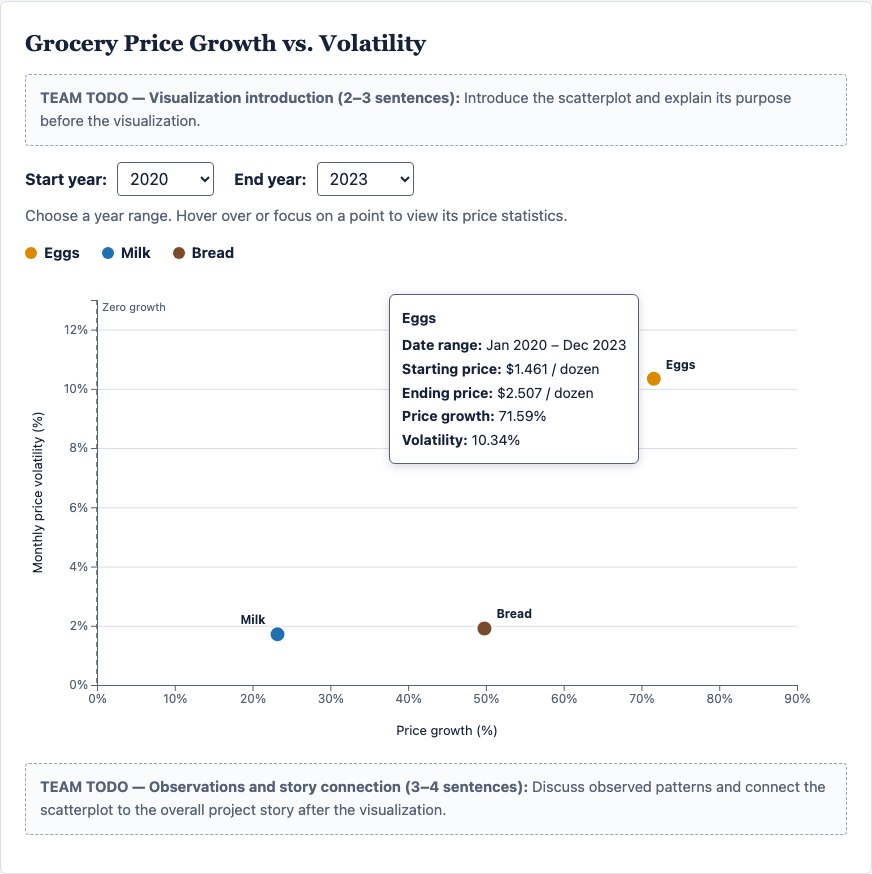 Grocery Price Growth vs. Volatility
TEAM TODO — Visualization introduction (2–3 sentences): Introduce the scatterplot and explain its purpose
before the visualization.
Start year: 2020 End year: 2023
Choose a year range. Hover over or focus on a point to view its price statistics.
Eggs Milk Bread
Zero growth
Eggs
Date range: Jan 2020 – Dec 2023
Starting price: $1.461 / dozen
Ending price: $2.507 / dozen
Price growth: 71.59%
Volatility: 10.34%
Eggs
12%
10%
8%
6%
4%
2%
0%
Monthly price volatility (%)
Milk
Bread
0% 10% 20% 30% 40% 50% 60% 70% 80% 90%
Price growth (%)
TEAM TODO — Observations and story connection (3–4 sentences): Discuss observed patterns and connect the
scatterplot to the overall project story after the visualization.